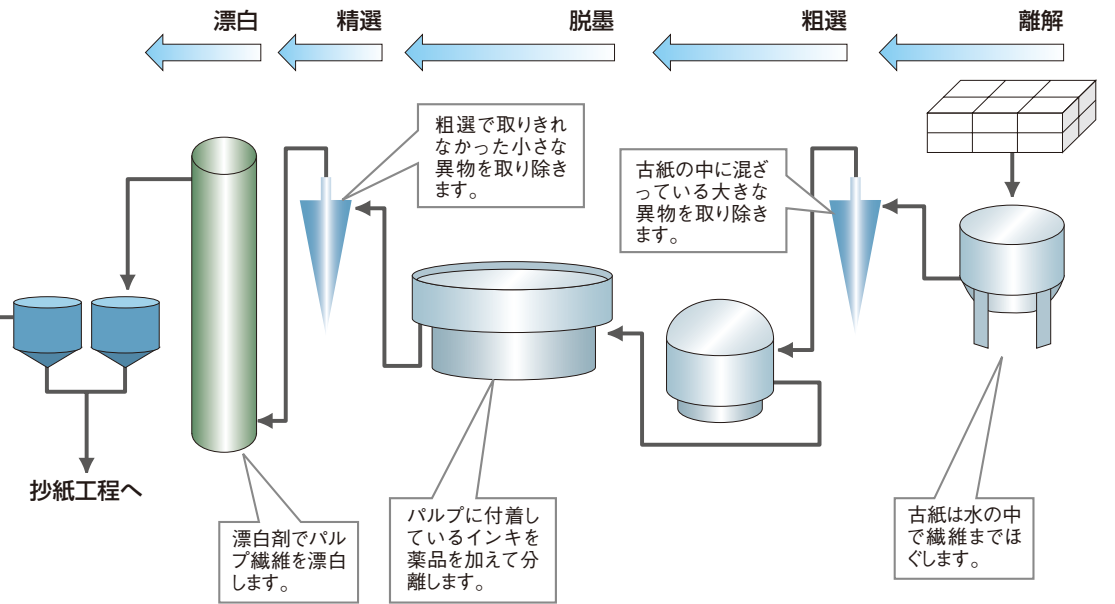 漂白
精選
脱墨
粗選
離解
粗選で取りきれ
なかった小さな
異物を取り除き
ます。
古紙の中に混ざ
っている大きな
異物を取り除き
ます。
抄紙工程へ
漂白剤でパル
プ繊維を漂白
します。
パルプに付着し
ているインキを
薬品を加えて分
離します。
古紙は水の中
で繊維までほ
ぐします。